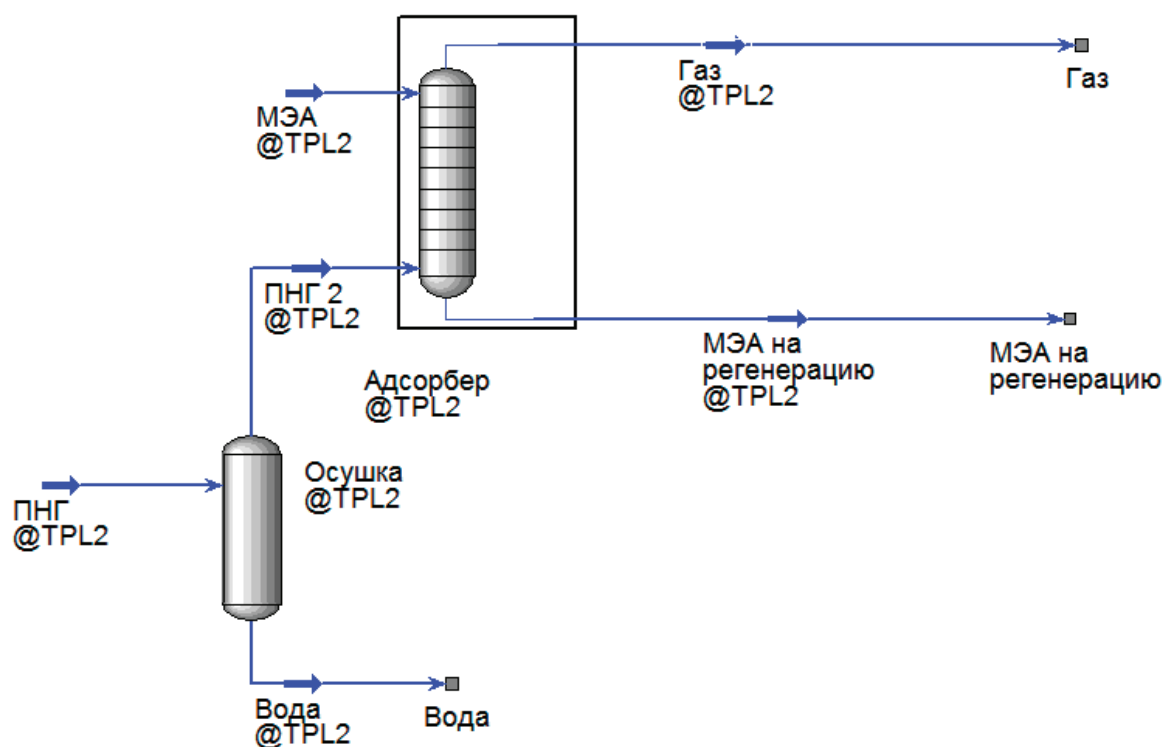 Газ
@TPL2
Газ
МЭА
@TPL2
ПНГ 2
@TPL2
МЭА на
регенерацию
@TPL2
МЭА на
регенерацию
Адсорбер
@TPL2
Осушка
@TPL2
ПНГ
@TPL2
Вода
@TPL2
Вода